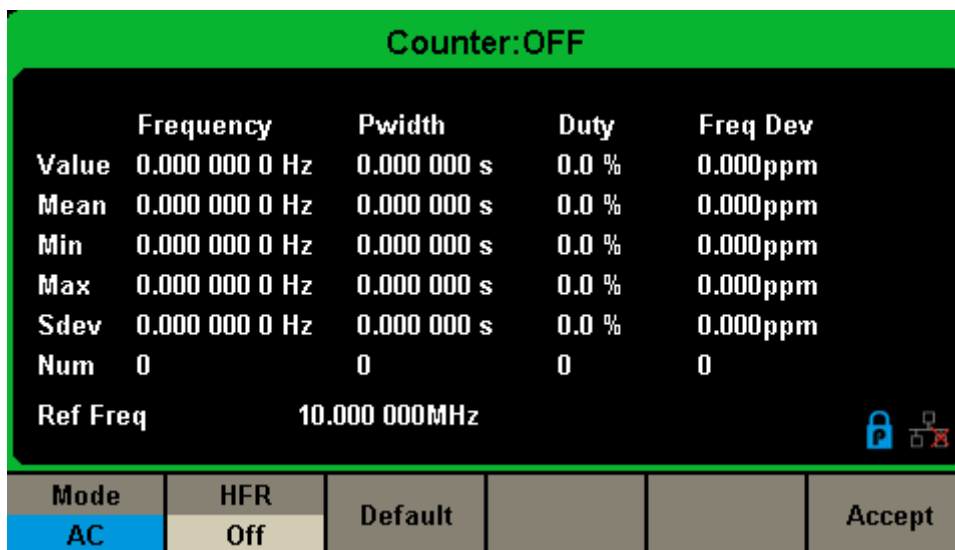 Counter:OFF
Frequency Pwidth Duty Freq Dev
Value 0.000 000 0 Hz 0.000 000 s 0.0 % 0.000ppm
Mean 0.000 000 0 Hz 0.000 000 s 0.0 % 0.000ppm
Min 0.000 000 0 Hz 0.000 000 s 0.0 % 0.000ppm
Max 0.000 000 0 Hz 0.000 000 s 0.0 % 0.000ppm
Sdev 0.000 000 0 Hz 0.000 000 s 0.0 % 0.000ppm
Num 0 0 0 0
Ref Freq 10.000 000MHz
P
Mode HFR Default Accept
AC Off